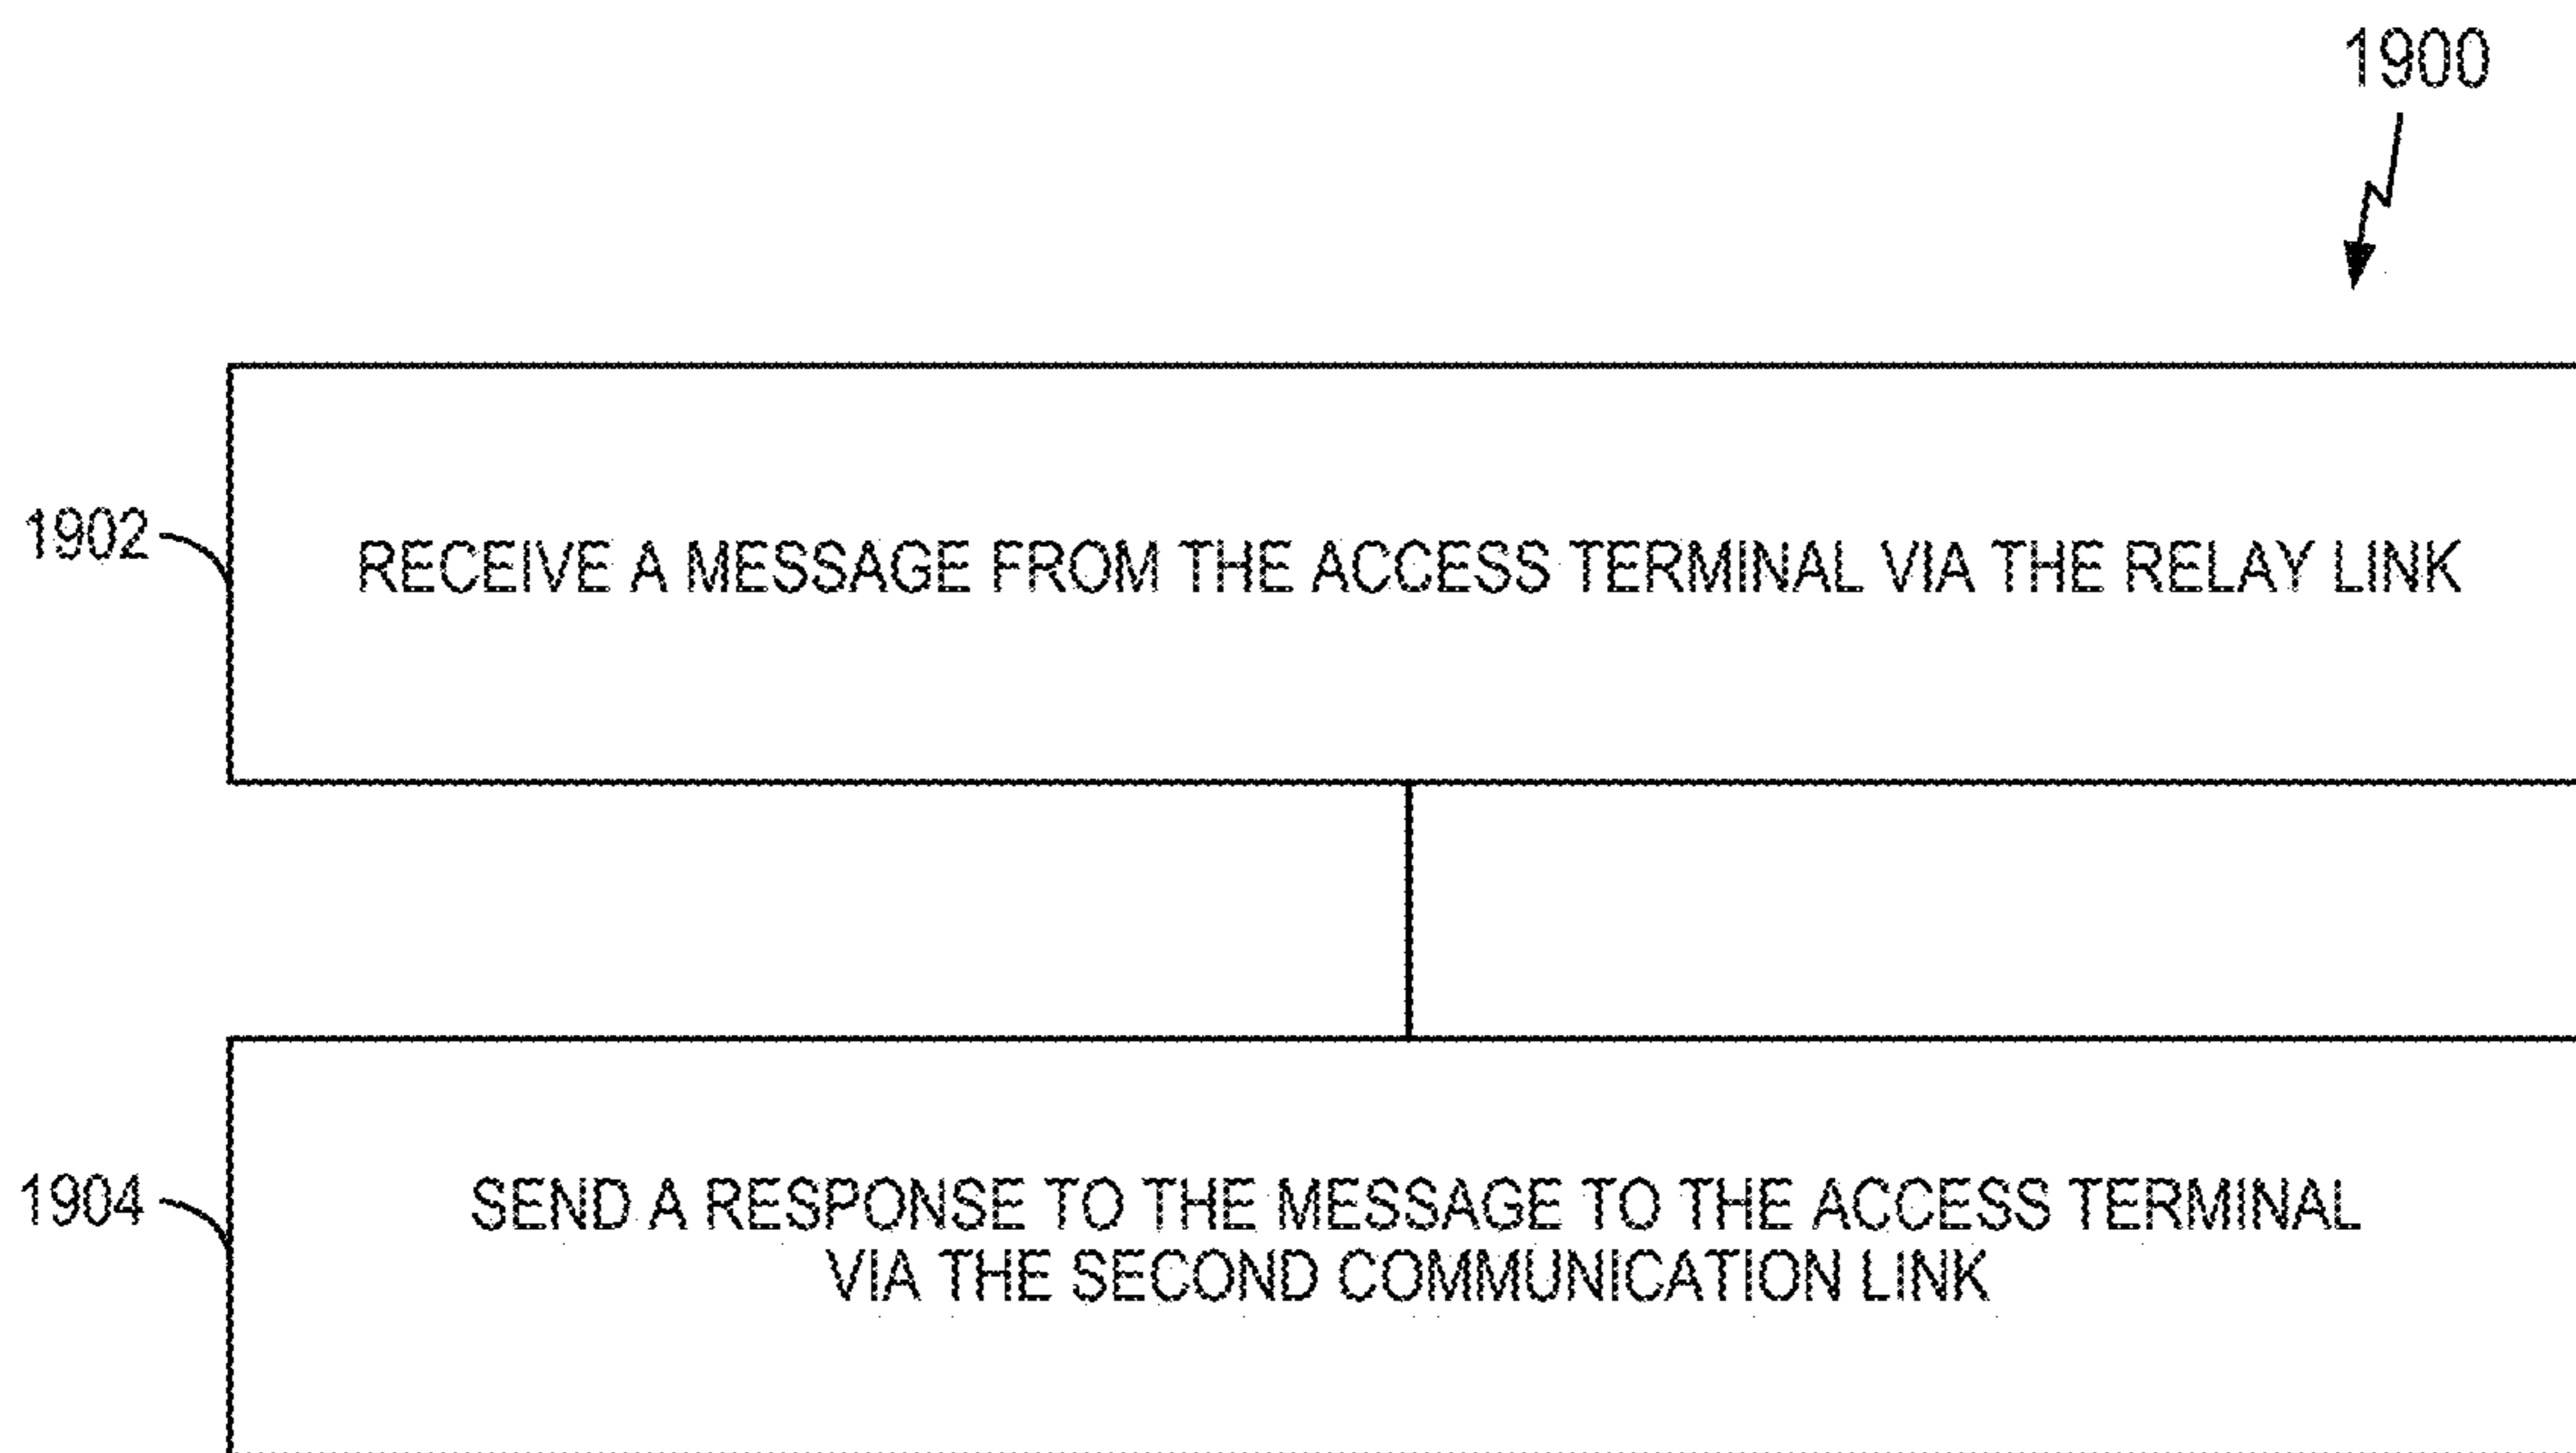 1900
1902
RECEIVE A MESSAGE FROM THE ACCESS TERMINAL VIA THE RELAY LINK
1904
SEND A RESPONSE TO THE MESSAGE TO THE ACCESS TERMINAL
VIA THE SECOND COMMUNICATION LINK